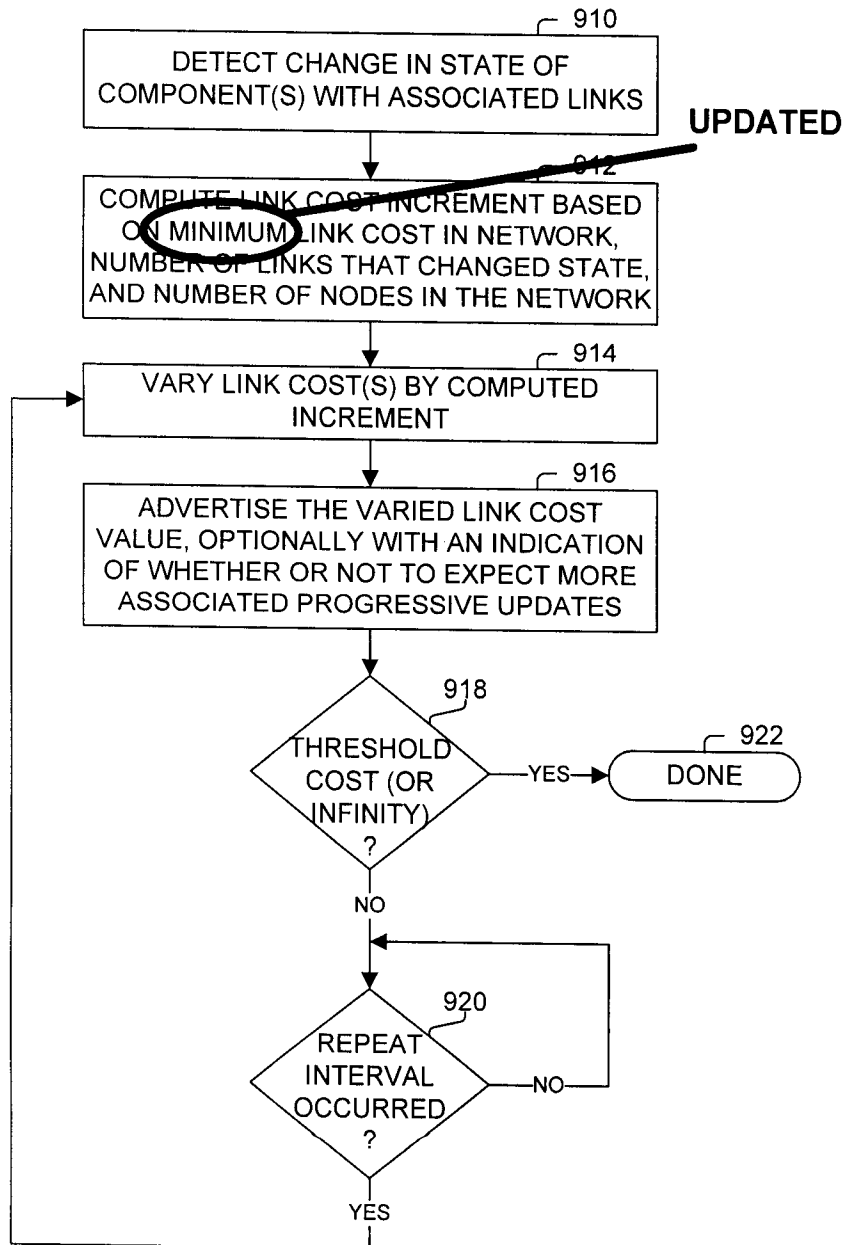 910
DETECT CHANGE IN STATE OF
COMPONENT(S) WITH ASSOCIATED LINKS
UPDATED
912
COMPUTE LINK COST INCREMENT BASED
ON MINIMUM LINK COST IN NETWORK,
NUMBER OF LINKS THAT CHANGED STATE,
AND NUMBER OF NODES IN THE NETWORK
914
VARY LINK COST(S) BY COMPUTED
INCREMENT
916
ADVERTISE THE VARIED LINK COST
VALUE, OPTIONALLY WITH AN INDICATION
OF WHETHER OR NOT TO EXPECT MORE
ASSOCIATED PROGRESSIVE UPDATES
918
THRESHOLD
COST (OR
INFINITY)
?
YES
922
DONE
NO
920
REPEAT
INTERVAL
OCCURRED
?
NO
YES